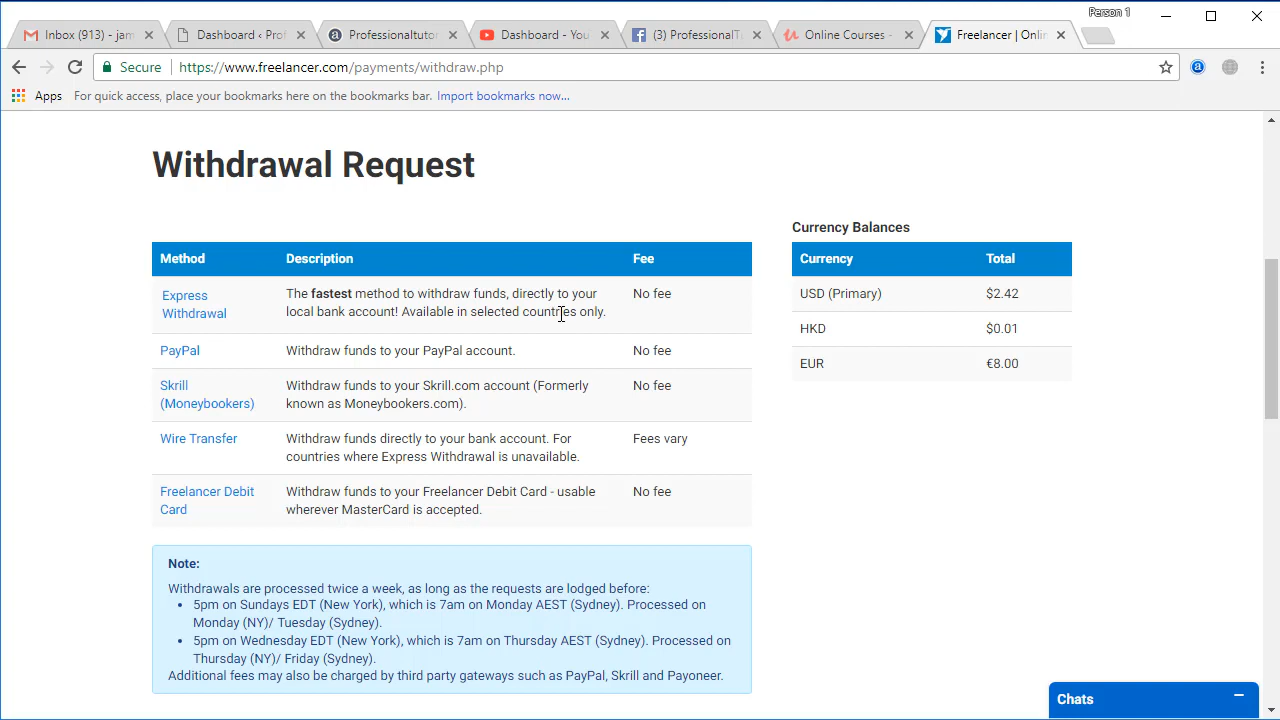 Person 1
Inbox (913) - jam
Dashboard ‹ Prof
Professionaltutor
Dashboard - You
(3) ProfessionalTu
Online Courses -
Freelancer | Onlin
Secure
https://www.freelancer.com/payments/withdraw.php
Apps
For quick access, place your bookmarks here on the bookmarks bar. Import bookmarks now...
Withdrawal Request
Method Description Fee
Express Withdrawal
The fastest method to withdraw funds, directly to your
local bank account! Available in selected countries only.
No fee
PayPal
Withdraw funds to your PayPal account.
No fee
Skrill
(Moneybookers)
Withdraw funds to your Skrill.com account (Formerly
known as Moneybookers.com).
No fee
Wire Transfer
Withdraw funds directly to your bank account. For
countries where Express Withdrawal is unavailable.
Fees vary
Freelancer Debit
Card
Withdraw funds to your Freelancer Debit Card - usable
wherever MasterCard is accepted.
No fee
Currency Balances
Currency Total
USD (Primary) $2.42
HKD $0.01
EUR €8.00
Note:
Withdrawals are processed twice a week, as long as the requests are lodged before:
• 5pm on Sundays EDT (New York), which is 7am on Monday AEST (Sydney). Processed on
Monday (NY)/ Tuesday (Sydney).
• 5pm on Wednesday EDT (New York), which is 7am on Thursday AEST (Sydney). Processed on
Thursday (NY)/ Friday (Sydney).
Additional fees may also be charged by third party gateways such as PayPal, Skrill and Payoneer.
Chats